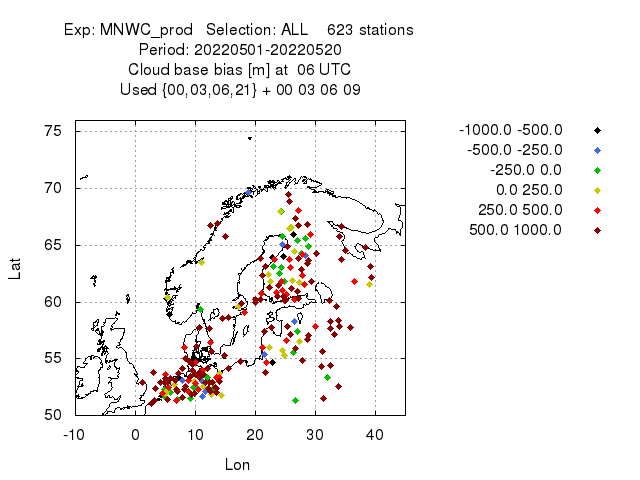 Exp: MNWC_prod   Selection: ALL    623 stations
Period: 20220501-20220520
Cloud base bias [m] at  06 UTC
Used {00,03,06,21} + 00 03 06 09
-1000.0 -500.0
-500.0 -250.0
-250.0 0.0
0.0 250.0
250.0 500.0
500.0 1000.0
75
70
65
60
55
50
Lat
-10 0 10 20 30 40
Lon